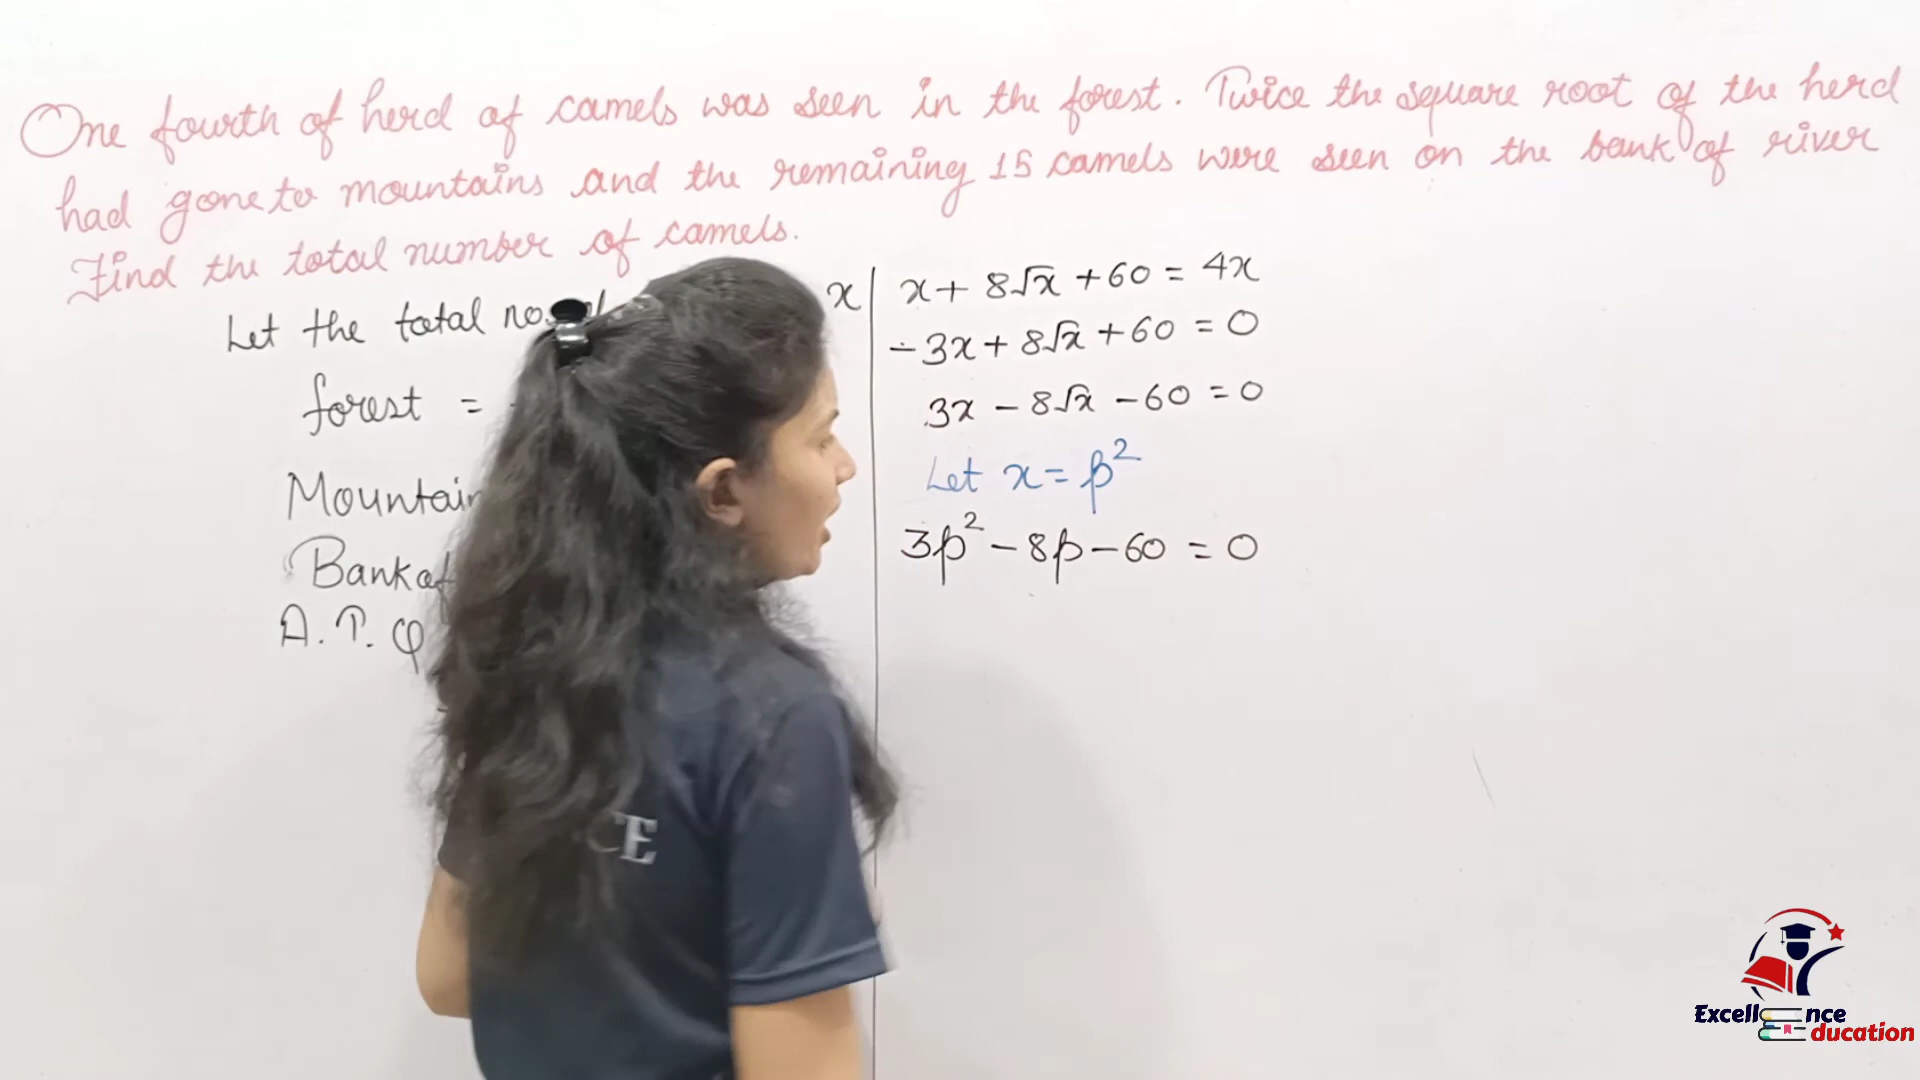 One fourth of herd of camels was seen in the forest. Twice the square root of the herd
had gone to mountains and the remaining 15 camels were seen on the bank of river
Find the total number of camels.
Let the total no. x
forest =
Mountain
Bank of
A.T.Q
x + 8√x + 60 = 4x
-3x + 8√x + 60 = 0
3x - 8√x - 60 = 0
Let x = p²
3p² - 8p - 60 = 0
CE
Excellence
Education